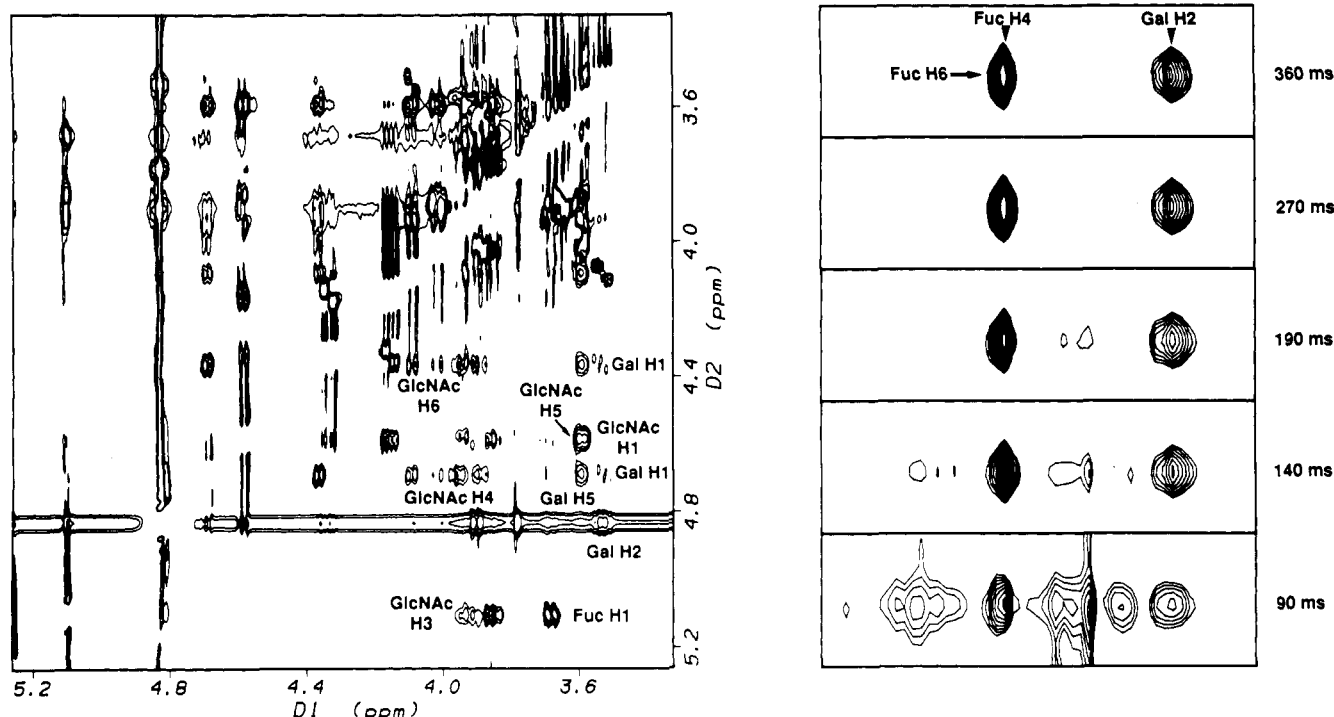 3.6
4.0
4.4
4.8
5.2
D2 (ppm)
GlcNAc
H6
GlcNAc
H5
Gal H1
GlcNAc
H1
Gal H1
GlcNAc H4
Gal H5
Gal H2
GlcNAc
H3
Fuc H1
5.2
4.8
4.4
4.0
3.6
D1 (ppm)
Fuc H4
Gal H2
Fuc H6
360 ms
270 ms
190 ms
140 ms
90 ms